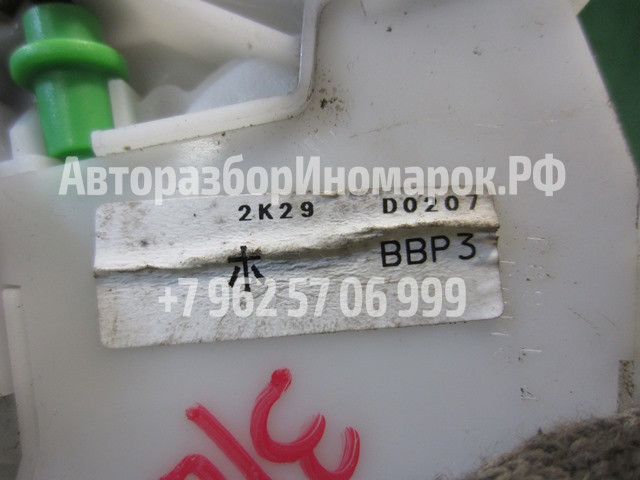 АвторазборИномарок.РФ
2K29 D0207
ホ BBP3
+7 962 57 06 999